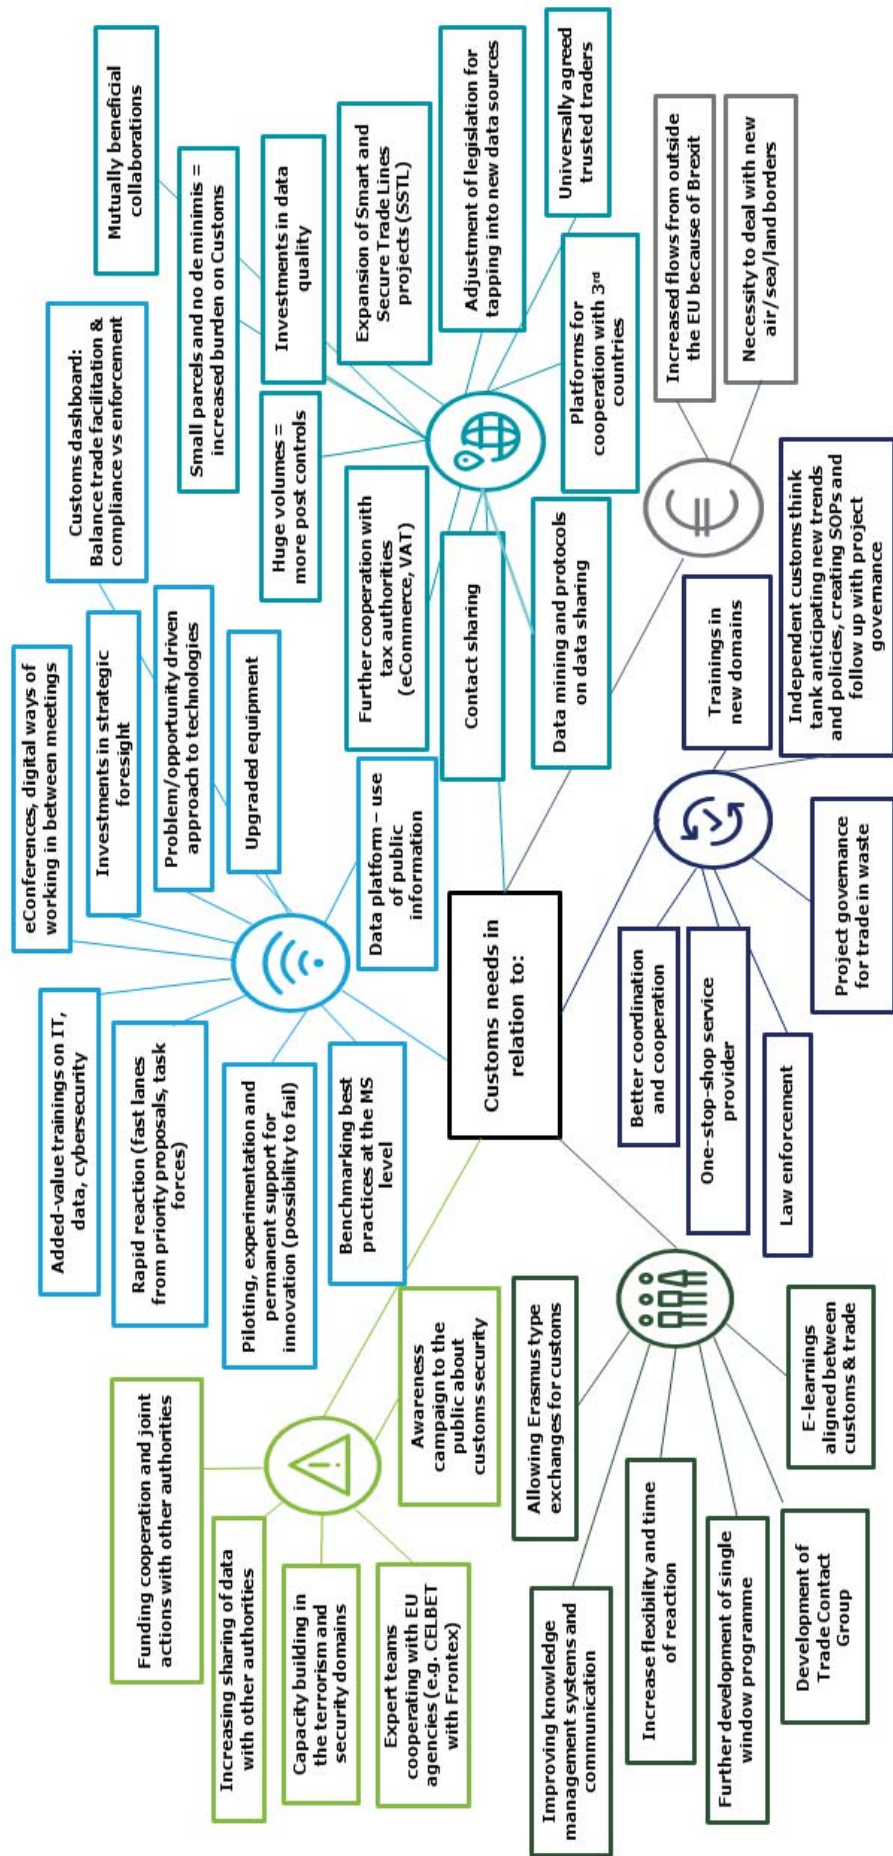 Funding cooperation and joint
actions with other authorities
Increasing sharing of data
with other authorities
Capacity building in
the terrorism and
security domains
Expert teams
cooperating with EU
agencies (e.g. CELBET
with Frontex)
Awareness
campaign to the
public about
customs security
Added-value trainings on IT,
data, cybersecurity
Rapid reaction (fast lanes
from priority proposals, task
forces)
Piloting, experimentation and
permanent support for
innovation (possibility to fail)
Benchmarking best
practices at the MS
level
eConferences, digital ways of
working in between meetings
Investments in strategic
foresight
Problem/opportunity driven
approach to technologies
Upgraded equipment
Data platform – use
of public
information
Customs dashboard:
Balance trade facilitation &
compliance vs enforcement
Mutually beneficial
collaborations
Small parcels and no de minimis =
increased burden on Customs
Investments in data
quality
Huge volumes =
more post controls
Expansion of Smart and
Secure Trade Lines
projects (SSTL)
Further cooperation with
tax authorities
(eCommerce, VAT)
Adjustment of legislation for
tapping into new data sources
Contact sharing
Universally agreed
trusted traders
Platforms for
cooperation with 3rd
countries
Data mining and protocols
on data sharing
Customs needs in
relation to:
Allowing Erasmus type
exchanges for customs
Improving knowledge
management systems and
communication
Increase flexibility and time
of reaction
Further development of single
window programme
Development of
Trade Contact
Group
E-learnings
aligned between
customs & trade
Better coordination
and cooperation
One-stop-shop service
provider
Law enforcement
Project governance
for trade in waste
Trainings in
new domains
Independent customs think
tank anticipating new trends
and policies, creating SOPs and
follow up with project
governance
Increased flows from outside
the EU because of Brexit
Necessity to deal with new
air/sea/land borders